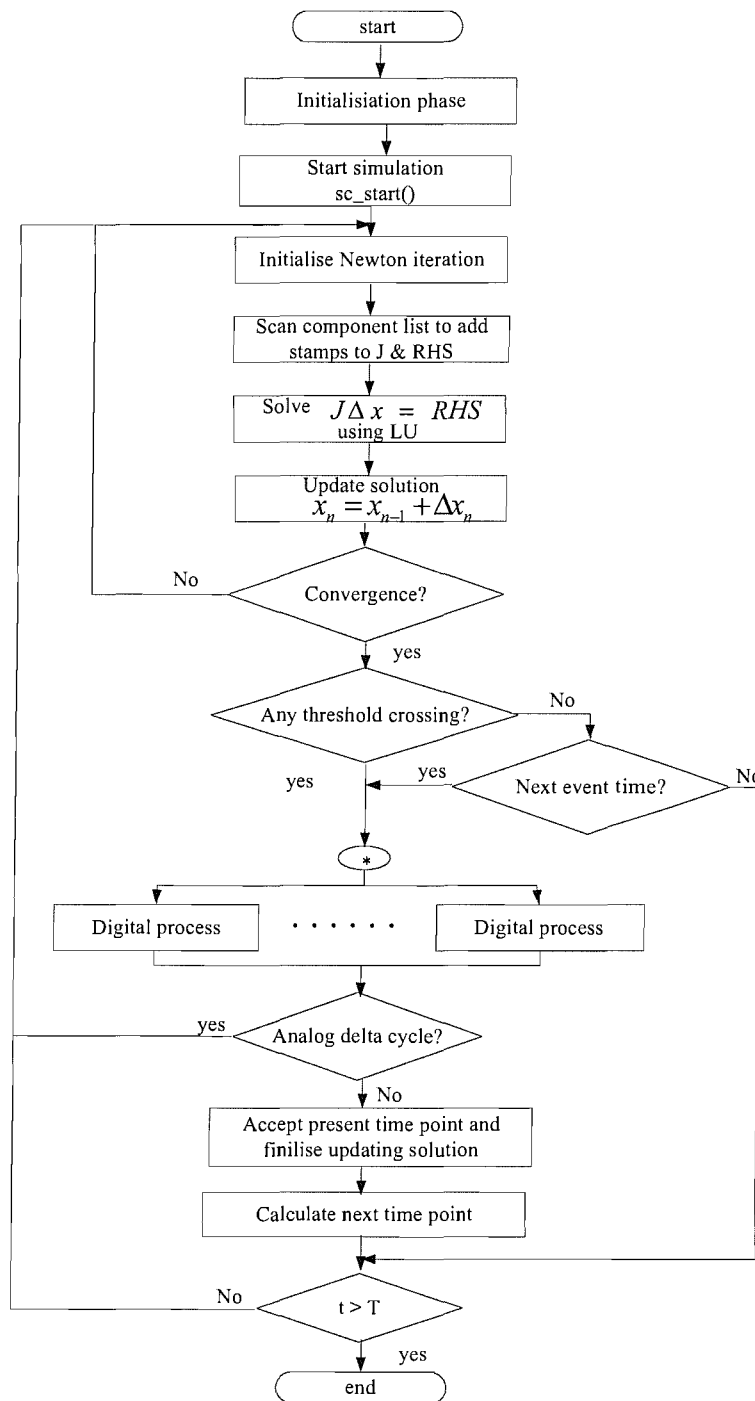 start
Initialisiation phase
Start simulation
sc_start()
Initialise Newton iteration
Scan component list to add
stamps to J & RHS
Solve J Δ x = RHS
using LU
Update solution
x_n = x_{n-1} + Δx_n
No
Convergence?
yes
Any threshold crossing?
No
yes
yes
Next event time?
No
*
Digital process
. . . . . .
Digital process
yes
Analog delta cycle?
No
Accept present time point and
finilise updating solution
Calculate next time point
No
t > T
yes
end